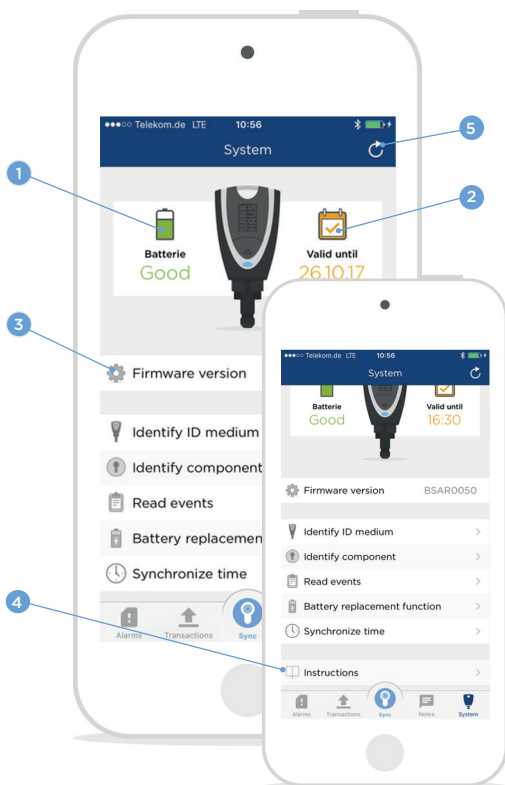 ●●●○○ Telekom.de LTE 10:56
System
5
1
2
Batterie
Good
Valid until
26.10.17
3
Firmware version
Identify ID medium
Identify component
Read events
Battery replacemen
Synchronize time
Alarms Transactions Sync
4
●●●○○ Telekom.de LTE 10:56
System
Batterie
Good
Valid until
16:30
Firmware version BSAR0050
Identify ID medium
Identify component
Read events
Battery replacement function
Synchronize time
Instructions
Alarms Transactions Sync Notes System